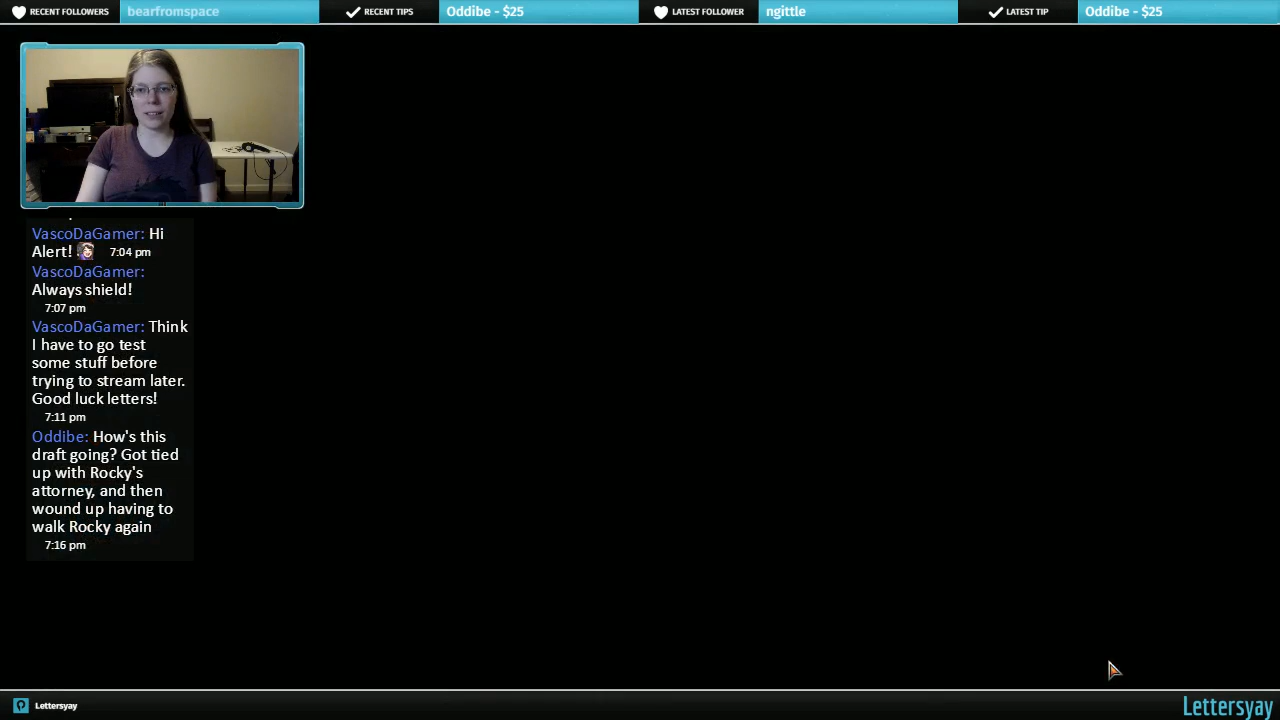 RECENT FOLLOWERS bearfromspace RECENT TIPS Oddibe - $25 LATEST FOLLOWER ngittle LATEST TIP Oddibe - $25
VascoDaGamer: Hi
Alert! 7:04 pm
VascoDaGamer:
Always shield!
7:07 pm
VascoDaGamer: Think
I have to go test
some stuff before
trying to stream later.
Good luck letters!
7:11 pm
Oddibe: How's this
draft going? Got tied
up with Rocky's
attorney, and then
wound up having to
walk Rocky again
7:16 pm
Lettersyay
Lettersyay